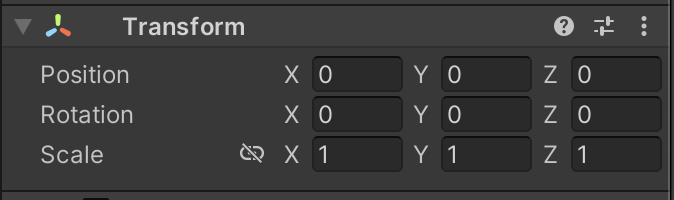 Transform
Position X 0 Y 0 Z 0
Rotation X 0 Y 0 Z 0
Scale X 1 Y 1 Z 1